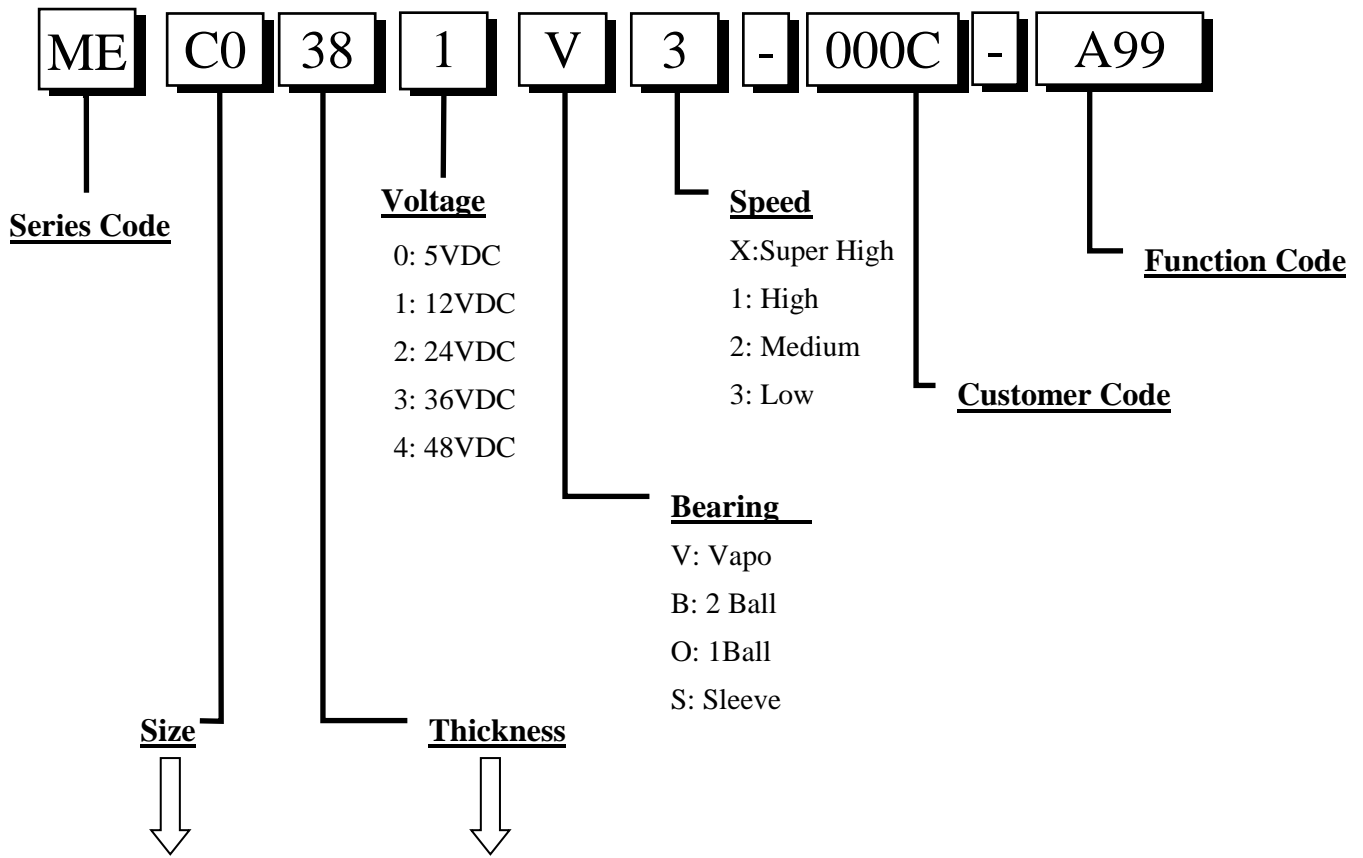 ME C0 38 1 V 3 - 000C - A99
Series Code
Voltage
0: 5VDC
1: 12VDC
2: 24VDC
3: 36VDC
4: 48VDC
Speed
X:Super High
1: High
2: Medium
3: Low
Function Code
Customer Code
Bearing
V: Vapo
B: 2 Ball
O: 1Ball
S: Sleeve
Size
Thickness